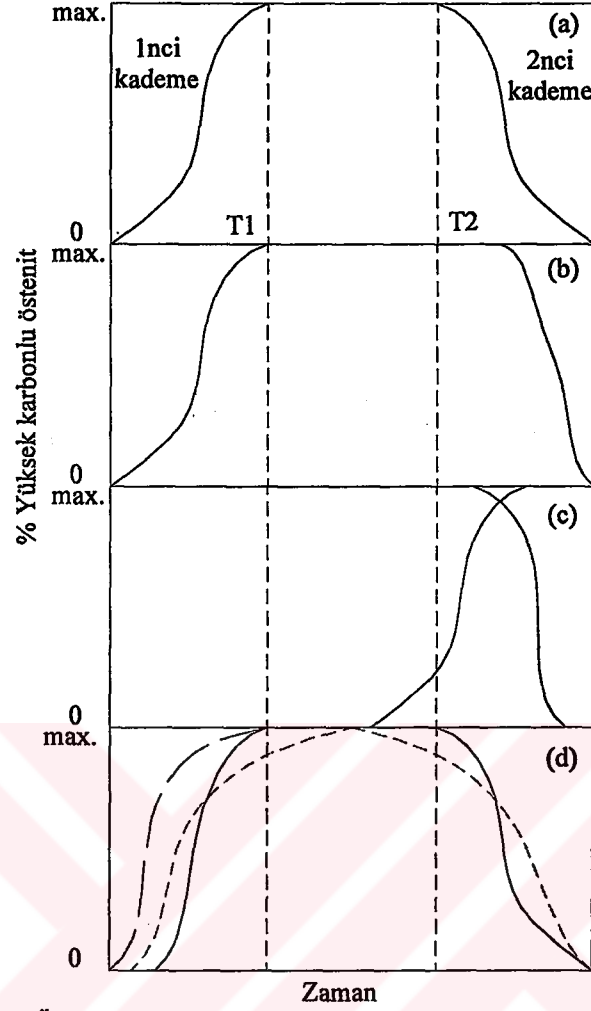 max.
(a)
1nci
kademe
2nci
kademe
T1
T2
0
max.
(b)
0
max.
(c)
0
max.
(d)
0
% Yüksek karbonlu östenit
Zaman